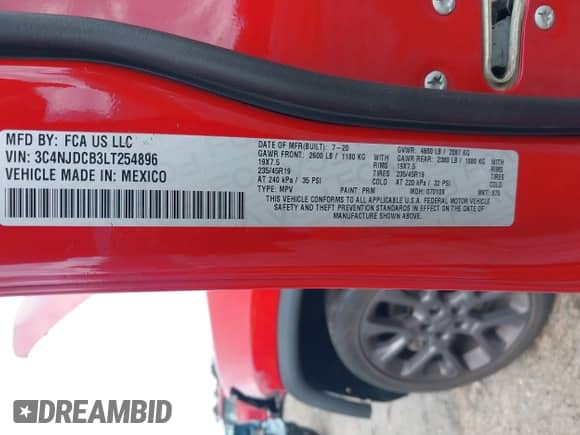 MFD BY: FCA US LLC
VIN: 3C4NJDCB3LT254896
VEHICLE MADE IN: MEXICO
DATE OF MFR(BUILT): 7-20
GAWR FRONT: 2600 LB / 1180 KG
19X7.5
235/45R19
AT 240 kPa / 35 PSI
TYPE: MPV
WITH
RIMS
TIRES
COLD
PAINT: PRM
GVWR: 4600 LB / 2087 KG
GAWR REAR: 2380 LB / 1080 KG
19X7.5
235/45R19
AT 220 kPa / 32 PSI
MDH: 070109
WITH
RIMS
TIRES
COLD
VEHICLE
THIS VEHICLE CONFORMS TO ALL APPLICABLE U.S.A. FEDERAL MOTOR VEHICLE
SAFETY AND THEFT PREVENTION STANDARDS IN EFFECT ON THE DATE OF
MANUFACTURE SHOWN ABOVE.
DREAMBID